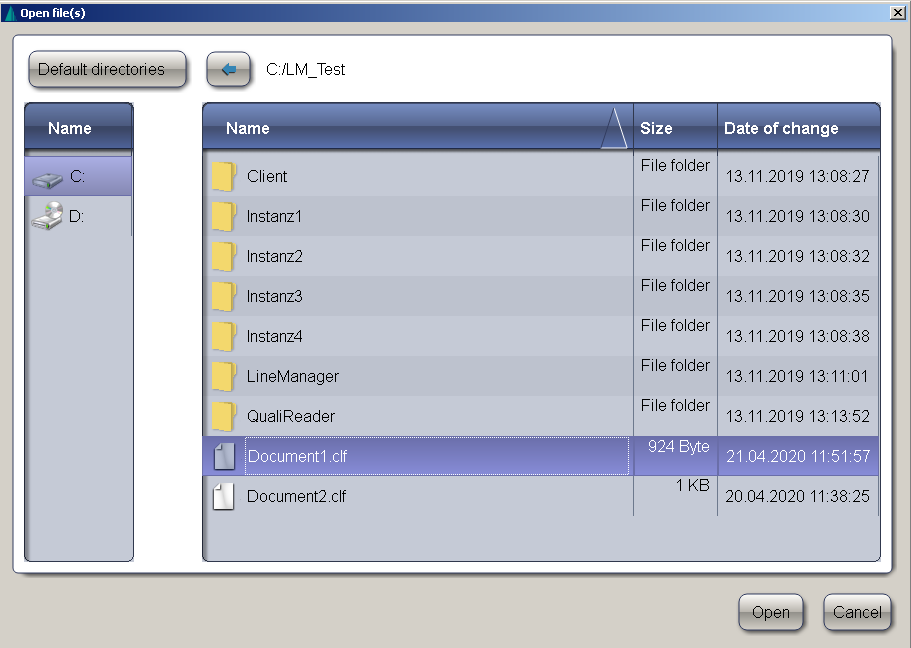 Open file(s)
Default directories
C:/LM_Test
Name
C:
D:
Name Size Date of change
Client File folder 13.11.2019 13:08:27
Instanz1 File folder 13.11.2019 13:08:30
Instanz2 File folder 13.11.2019 13:08:32
Instanz3 File folder 13.11.2019 13:08:35
Instanz4 File folder 13.11.2019 13:08:38
LineManager File folder 13.11.2019 13:11:01
QualiReader File folder 13.11.2019 13:13:52
Document1.clf 924 Byte 21.04.2020 11:51:57
Document2.clf 1 KB 20.04.2020 11:38:25
Open Cancel